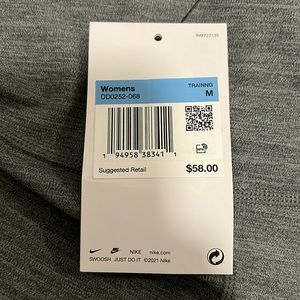 Womens
TRAINNG
DD0252-068
M
1 94958 38341 1
Suggested Retail
$58.00
NIKE nike.com
SWOOSH JUST DO IT ©2021 Nike